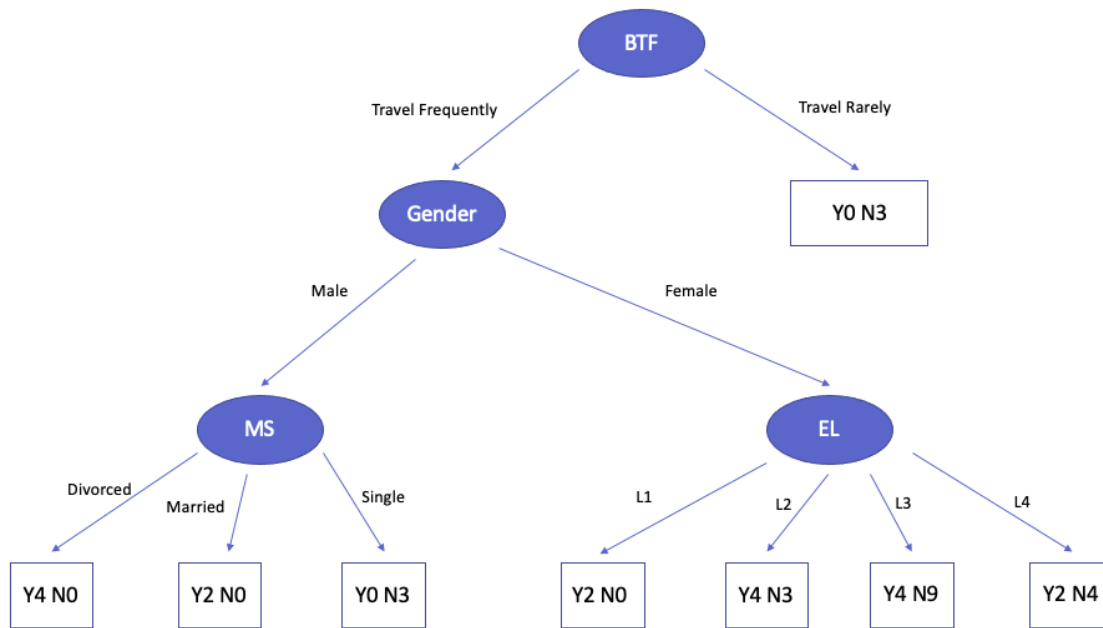 BTF
Travel Frequently
Travel Rarely
Gender
Y0 N3
Male
Female
MS
EL
Divorced
Married
Single
L1
L2
L3
L4
Y4 N0
Y2 N0
Y0 N3
Y2 N0
Y4 N3
Y4 N9
Y2 N4